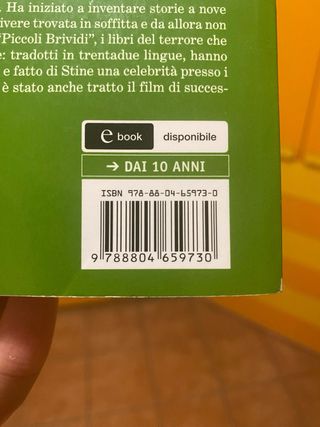 . Ha iniziato a inventare storie a nove
vivere trovata in soffitta e da allora non
"Piccoli Brividi", i libri del terrore che
e: tradotti in trentadue lingue, hanno
e fatto di Stine una celebrità presso i
è stato anche tratto il film di succes-
e book disponibile
→ DAI 10 ANNI
ISBN 978-88-04-65973-0
9 788804 659730